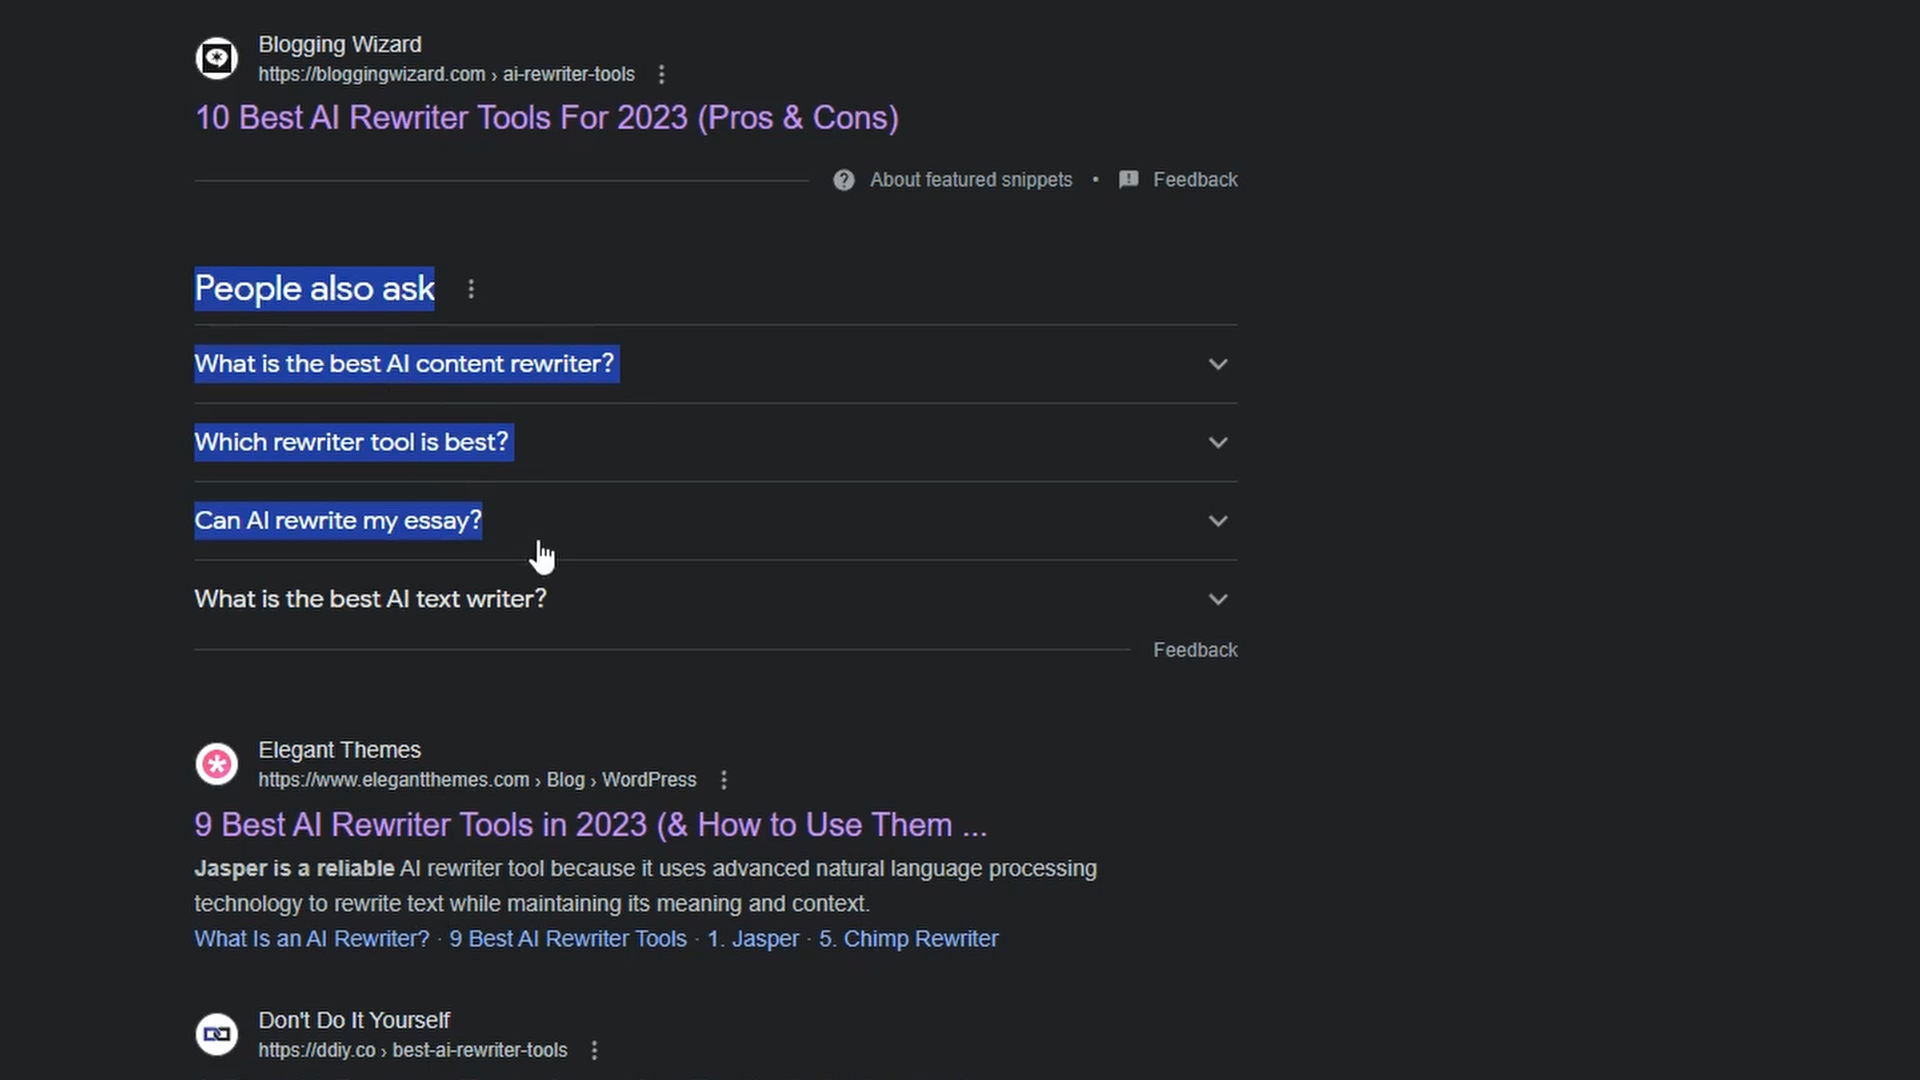 Blogging Wizard
https://bloggingwizard.com › ai-rewriter-tools
10 Best AI Rewriter Tools For 2023 (Pros & Cons)
About featured snippets • Feedback
People also ask
What is the best AI content rewriter?
Which rewriter tool is best?
Can AI rewrite my essay?
What is the best AI text writer?
Feedback
Elegant Themes
https://www.elegantthemes.com › Blog › WordPress
9 Best AI Rewriter Tools in 2023 (& How to Use Them ...
Jasper is a reliable AI rewriter tool because it uses advanced natural language processing
technology to rewrite text while maintaining its meaning and context.
What Is an AI Rewriter? · 9 Best AI Rewriter Tools · 1. Jasper · 5. Chimp Rewriter
Don't Do It Yourself
https://ddiy.co › best-ai-rewriter-tools